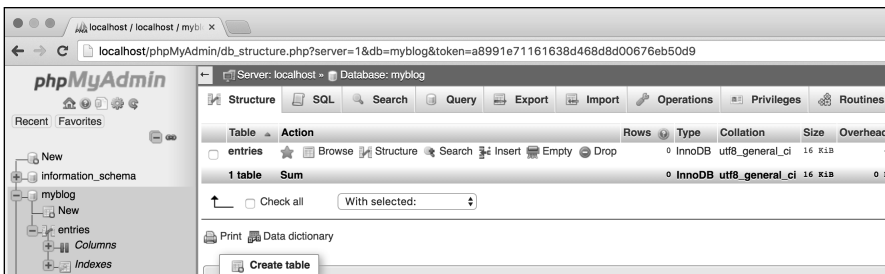 localhost / localhost / mybl
localhost/phpMyAdmin/db_structure.php?server=1&db=myblog&token=a8991e71161638d468d8d00676eb50d9
phpMyAdmin
Recent Favorites
New
information_schema
myblog
New
entries
Columns
Indexes
Server: localhost » Database: myblog
Structure SQL Search Query Export Import Operations Privileges Routines
Table Action Rows Type Collation Size Overhead
entries Browse Structure Search Insert Empty Drop 0 InnoDB utf8_general_ci 16 KiB
1 table Sum 0 InnoDB utf8_general_ci 16 KiB 0
Check all With selected:
Print Data dictionary
Create table